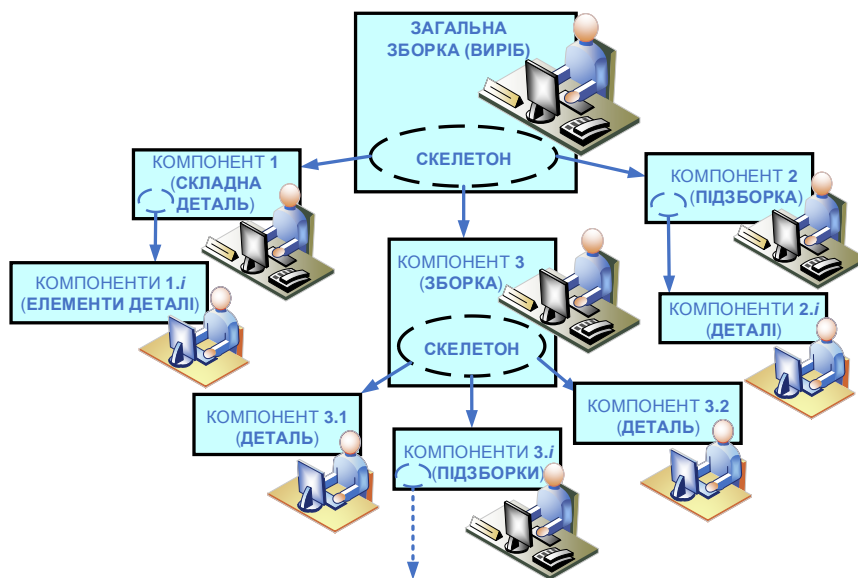 ЗАГАЛЬНА
ЗБОРКА (ВИРІБ)
СКЕЛЕТОН
КОМПОНЕНТ 1
(СКЛАДНА
ДЕТАЛЬ)
КОМПОНЕНТ 2
(ПІДЗБОРКА)
КОМПОНЕНТ 3
(ЗБОРКА)
КОМПОНЕНТИ 1.i
(ЕЛЕМЕНТИ ДЕТАЛІ)
КОМПОНЕНТИ 2.i
(ДЕТАЛІ)
СКЕЛЕТОН
КОМПОНЕНТ 3.1
(ДЕТАЛЬ)
КОМПОНЕНТ 3.2
(ДЕТАЛЬ)
КОМПОНЕНТИ 3.i
(ПІДЗБОРКИ)